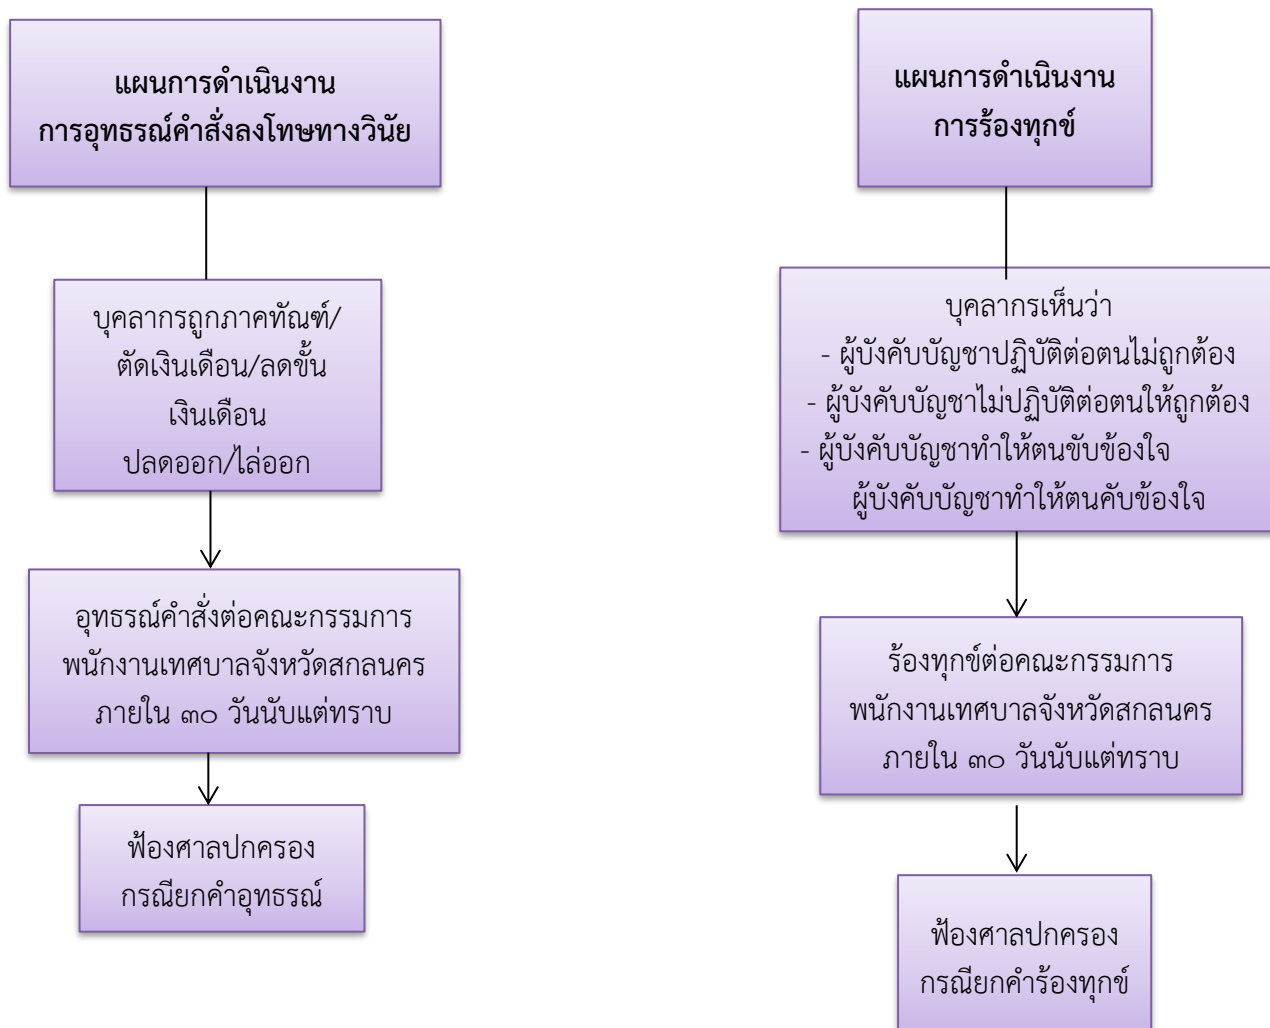 แผนการดำเนินงาน
การอุทธรณ์คำสั่งลงโทษทางวินัย
บุคลากรถูกภาคทัณฑ์/
ตัดเงินเดือน/ลดขั้น
เงินเดือน
ปลดออก/ไล่ออก
อุทธรณ์คำสั่งต่อคณะกรรมการ
พนักงานเทศบาลจังหวัดสกลนคร
ภายใน ๓๐ วันนับแต่ทราบ
ฟ้องศาลปกครอง
กรณียกคำอุทธรณ์
แผนการดำเนินงาน
การร้องทุกข์
บุคลากรเห็นว่า
- ผู้บังคับบัญชาปฏิบัติต่อตนไม่ถูกต้อง
- ผู้บังคับบัญชาไม่ปฏิบัติต่อตนให้ถูกต้อง
- ผู้บังคับบัญชาทำให้ตนขับข้องใจ
ผู้บังคับบัญชาทำให้ตนคับข้องใจ
ร้องทุกข์ต่อคณะกรรมการ
พนักงานเทศบาลจังหวัดสกลนคร
ภายใน ๓๐ วันนับแต่ทราบ
ฟ้องศาลปกครอง
กรณียกคำร้องทุกข์